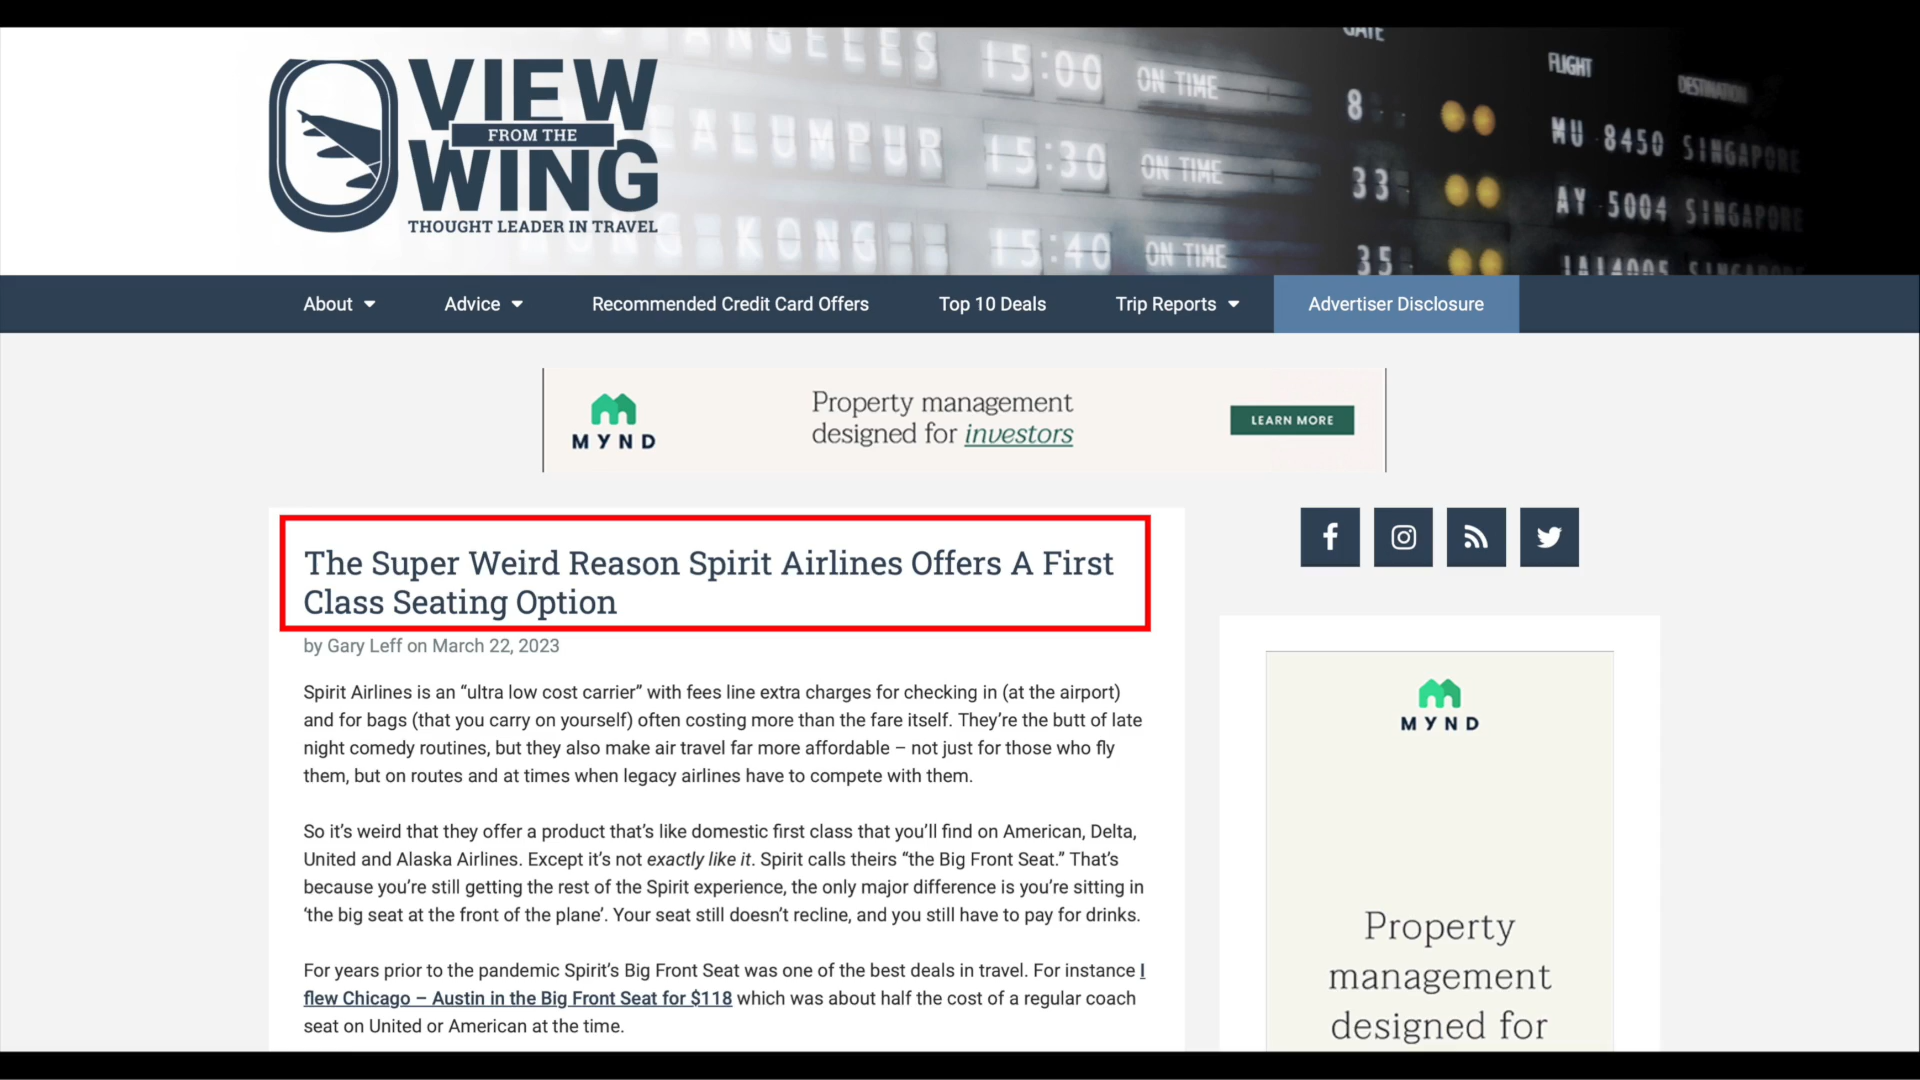 ANGELES 15:00 ON TIME
GATE
FLIGHT
DESTINATION
8
MU 8450 SINGAPORE
VIEW
FROM THE
WING
THOUGHT LEADER IN TRAVEL
ALUMPUR 15:30 ON TIME
33
AY 5004 SINGAPORE
HONG KONG 15:40 ON TIME
35
About
Advice
Recommended Credit Card Offers
Top 10 Deals
Trip Reports
Advertiser Disclosure
MYND
Property management
designed for investors
LEARN MORE
The Super Weird Reason Spirit Airlines Offers A First
Class Seating Option
by Gary Leff on March 22, 2023
Spirit Airlines is an “ultra low cost carrier” with fees line extra charges for checking in (at the airport)
and for bags (that you carry on yourself) often costing more than the fare itself. They’re the butt of late
night comedy routines, but they also make air travel far more affordable – not just for those who fly
them, but on routes and at times when legacy airlines have to compete with them.
So it’s weird that they offer a product that’s like domestic first class that you’ll find on American, Delta,
United and Alaska Airlines. Except it’s not exactly like it. Spirit calls theirs “the Big Front Seat.” That’s
because you’re still getting the rest of the Spirit experience, the only major difference is you’re sitting in
‘the big seat at the front of the plane’. Your seat still doesn’t recline, and you still have to pay for drinks.
For years prior to the pandemic Spirit’s Big Front Seat was one of the best deals in travel. For instance I
flew Chicago – Austin in the Big Front Seat for $118 which was about half the cost of a regular coach
seat on United or American at the time.
MYND
Property
management
designed for